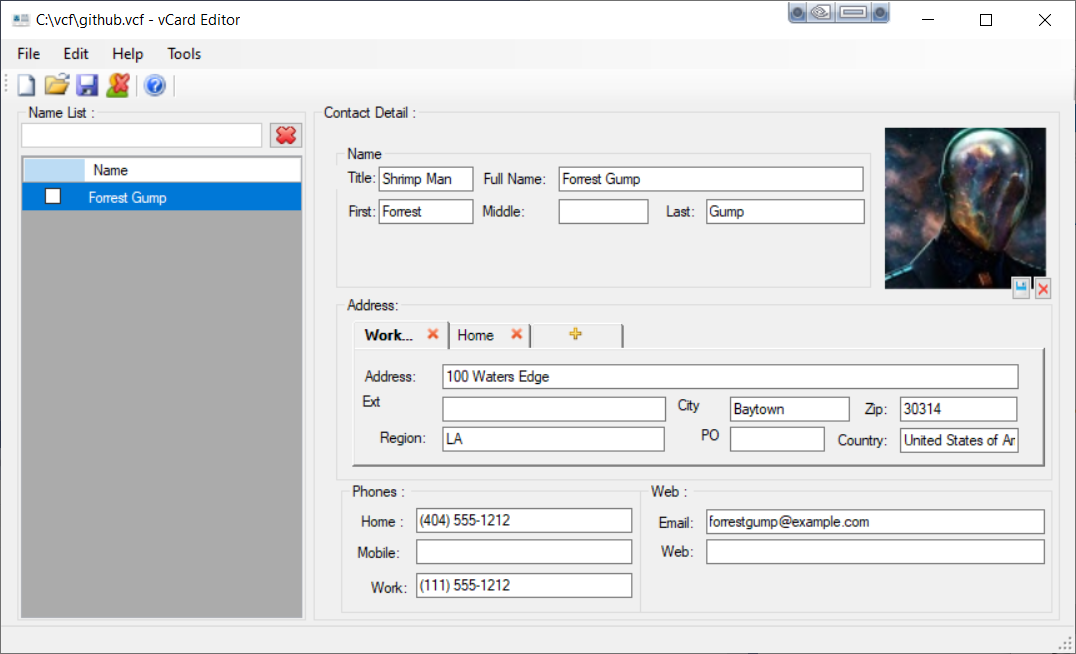 C:\vcf\github.vcf - vCard Editor
File Edit Help Tools
Name List :
Name
Forrest Gump
Contact Detail :
Name
Title: Shrimp Man Full Name: Forrest Gump
First: Forrest Middle: Last: Gump
Address:
Work... Home
Address: 100 Waters Edge
Ext City Baytown Zip: 30314
Region: LA PO Country: United States of
Phones :
Home : (404) 555-1212
Mobile:
Work: (111) 555-1212
Web :
Email: forrestgump@example.com
Web: